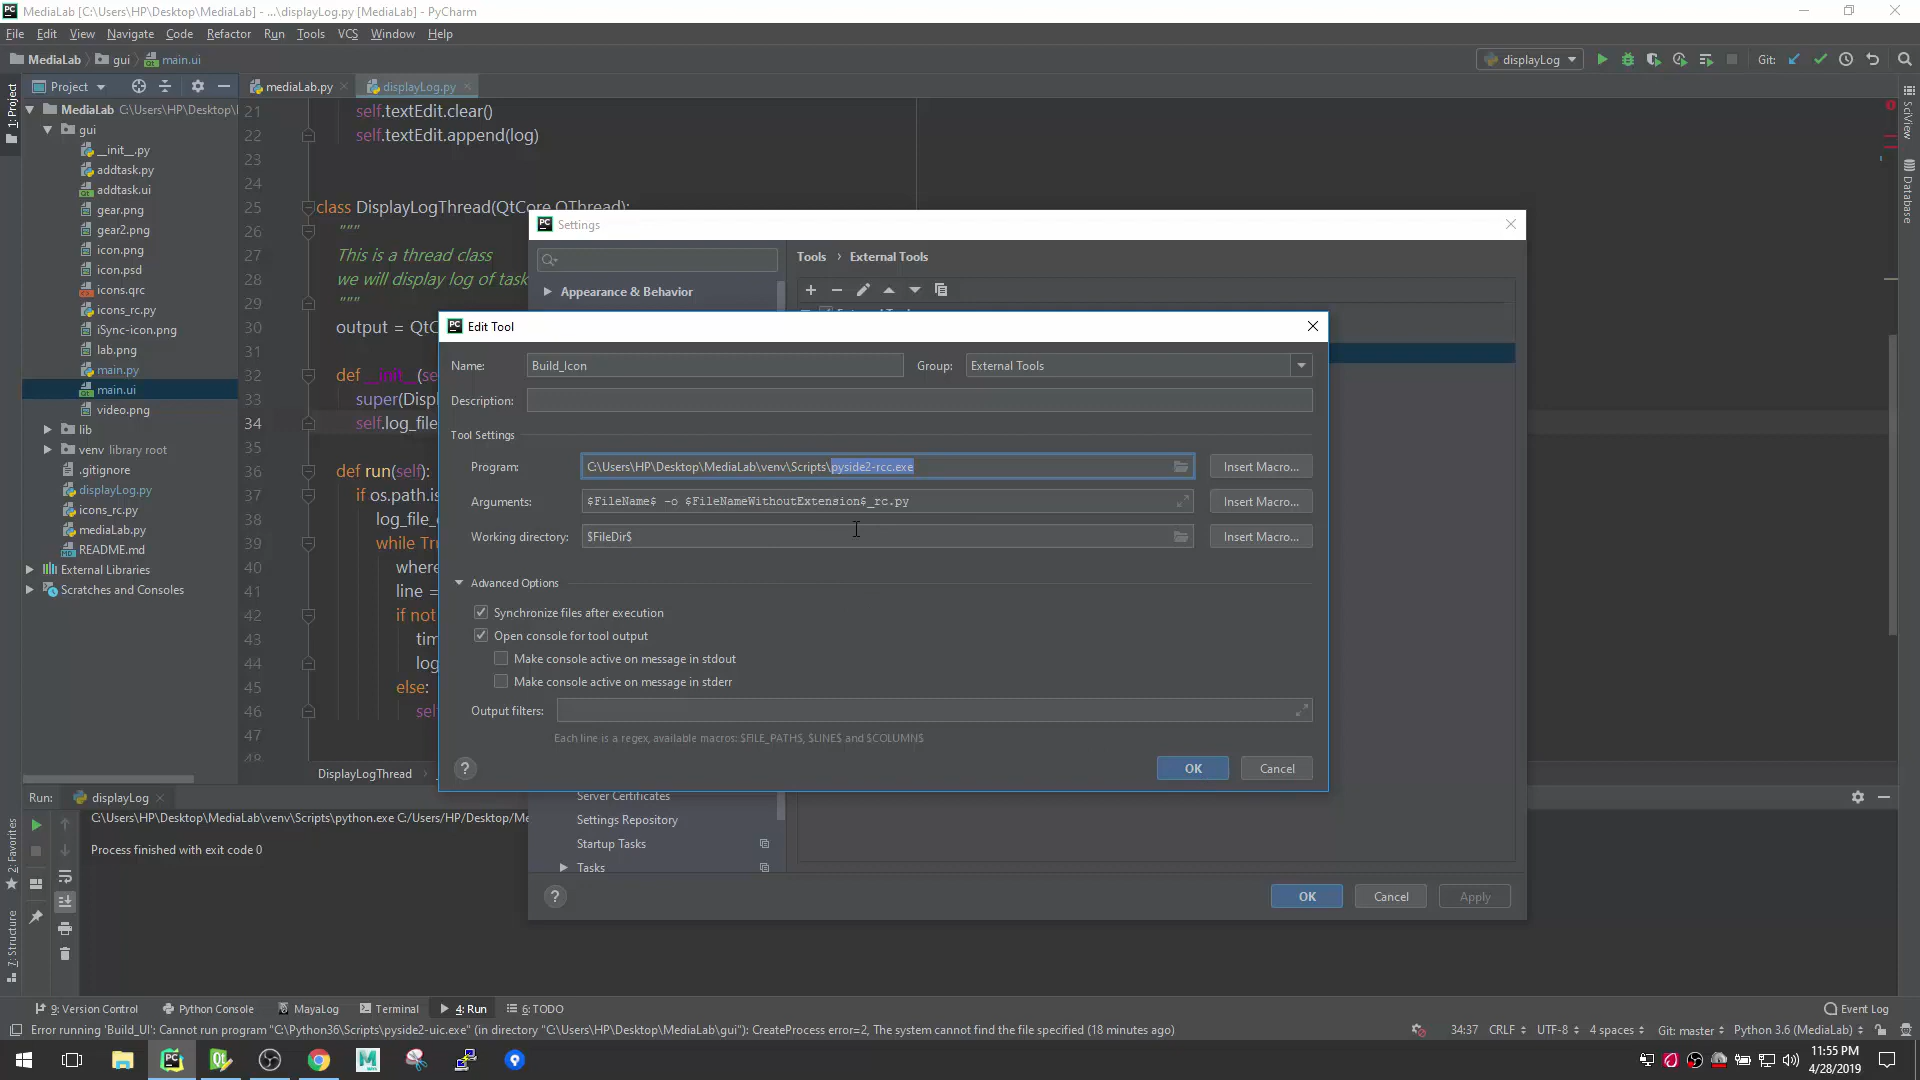 MediaLab [C:\Users\HP\Desktop\MediaLab] - ...\displayLog.py [MediaLab] - PyCharm
File Edit View Navigate Code Refactor Run Tools VCS Window Help
MediaLab gui main.ui
displayLog
Git:
Project
mediaLab.py
displayLog.py
1: Project
MediaLab C:\Users\HP\Desktop\
gui
__init__.py
addtask.py
addtask.ui
gear.png
gear2.png
icon.png
icon.psd
icons.qrc
icons_rc.py
iSync-icon.png
lab.png
main.py
main.ui
video.png
lib
venv library root
.gitignore
displayLog.py
icons_rc.py
mediaLab.py
README.md
External Libraries
Scratches and Consoles
21 self.textEdit.clear()
22 self.textEdit.append(log)
23
24
25 class DisplayLogThread(QtCore.QThread):
26 """
27 This is a thread class
28 we will display log of task
29 """
30 output = QtC
31
32 def __init__(se
33 super(Displ
34 self.log_file
35
36 def run(self):
37 if os.path.is
38 log_file_
39 while Tru
40 where
41 line =
42 if not
43 tim
44 log
45 else:
46 sel
47
48
DisplayLogThread
SciView
Database
Settings
Tools › External Tools
Appearance & Behavior
Edit Tool
Name: Build_Icon
Group: External Tools
Description:
Tool Settings
Program: C:\Users\HP\Desktop\MediaLab\venv\Scripts\pyside2-rcc.exe Insert Macro...
Arguments: $FileName$ -o $FileNameWithoutExtension$_rc.py Insert Macro...
Working directory: $FileDir$ Insert Macro...
Advanced Options
Synchronize files after execution
Open console for tool output
Make console active on message in stdout
Make console active on message in stderr
Output filters:
Each line is a regex, available macros: $FILE_PATH$, $LINE$ and $COLUMN$
? OK Cancel
Server Certificates
Settings Repository
Startup Tasks
Tasks
? OK Cancel Apply
Run: displayLog
C:\Users\HP\Desktop\MediaLab\venv\Scripts\python.exe C:/Users/HP/Desktop/Me
Process finished with exit code 0
2: Favorites
7: Structure
9: Version Control Python Console MayaLog Terminal 4: Run 6: TODO Event Log
Error running 'Build_UI': Cannot run program "C:\Python36\Scripts\pyside2-uic.exe" (in directory "C:\Users\HP\Desktop\MediaLab\gui"): CreateProcess error=2, The system cannot find the file specified (18 minutes ago)
34:37 CRLF UTF-8 4 spaces Git: master Python 3.6 (MediaLab)
11:55 PM
4/28/2019